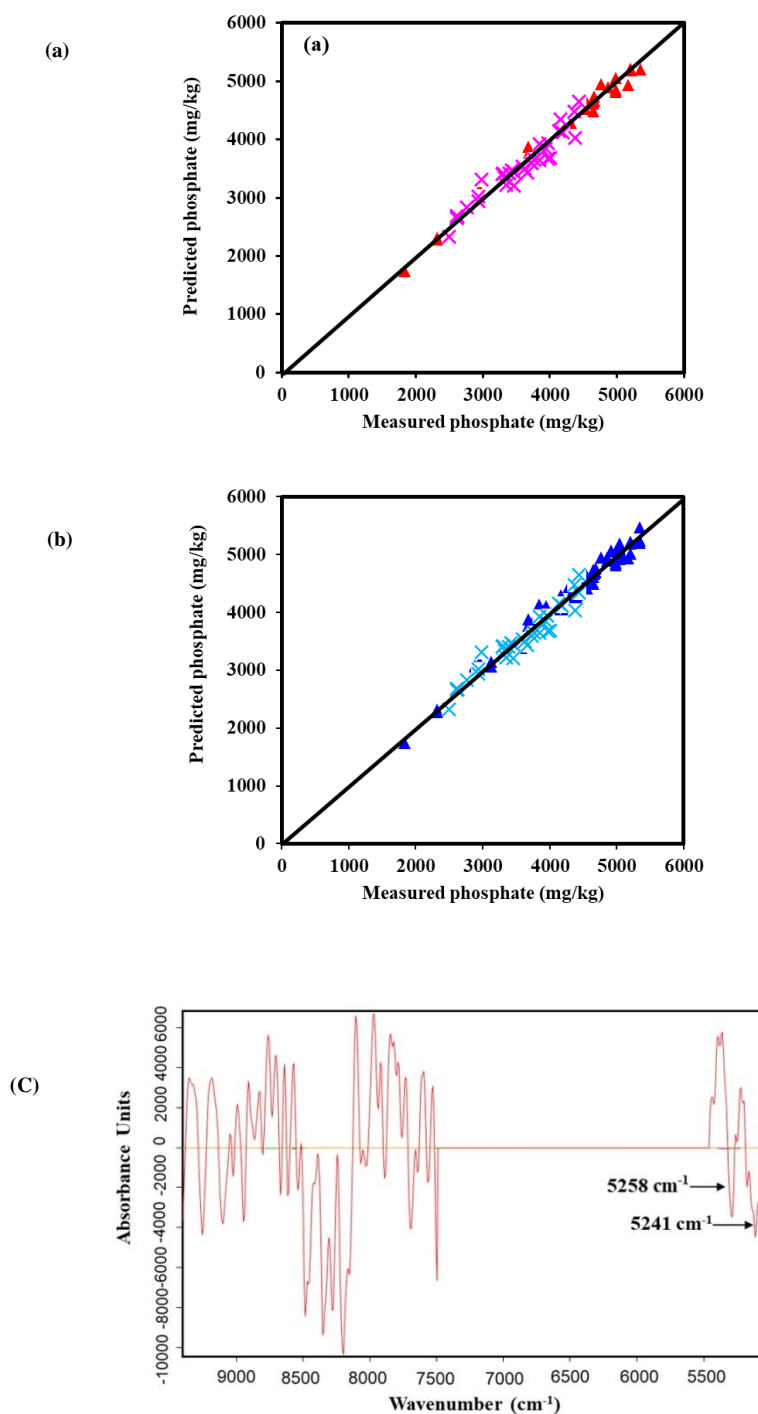 (a)
(a)
6000
5000
4000
3000
2000
1000
0
Predicted phosphate (mg/kg)
0 1000 2000 3000 4000 5000 6000
Measured phosphate (mg/kg)
(b)
6000
5000
4000
3000
2000
1000
0
Predicted phosphate (mg/kg)
0 1000 2000 3000 4000 5000 6000
Measured phosphate (mg/kg)
(C)
Absorbance Units
-10000 -8000 -6000 -4000 -2000 0 2000 4000 6000
5258 cm⁻¹
5241 cm⁻¹
9000 8500 8000 7500 7000 6500 6000 5500
Wavenumber (cm⁻¹)